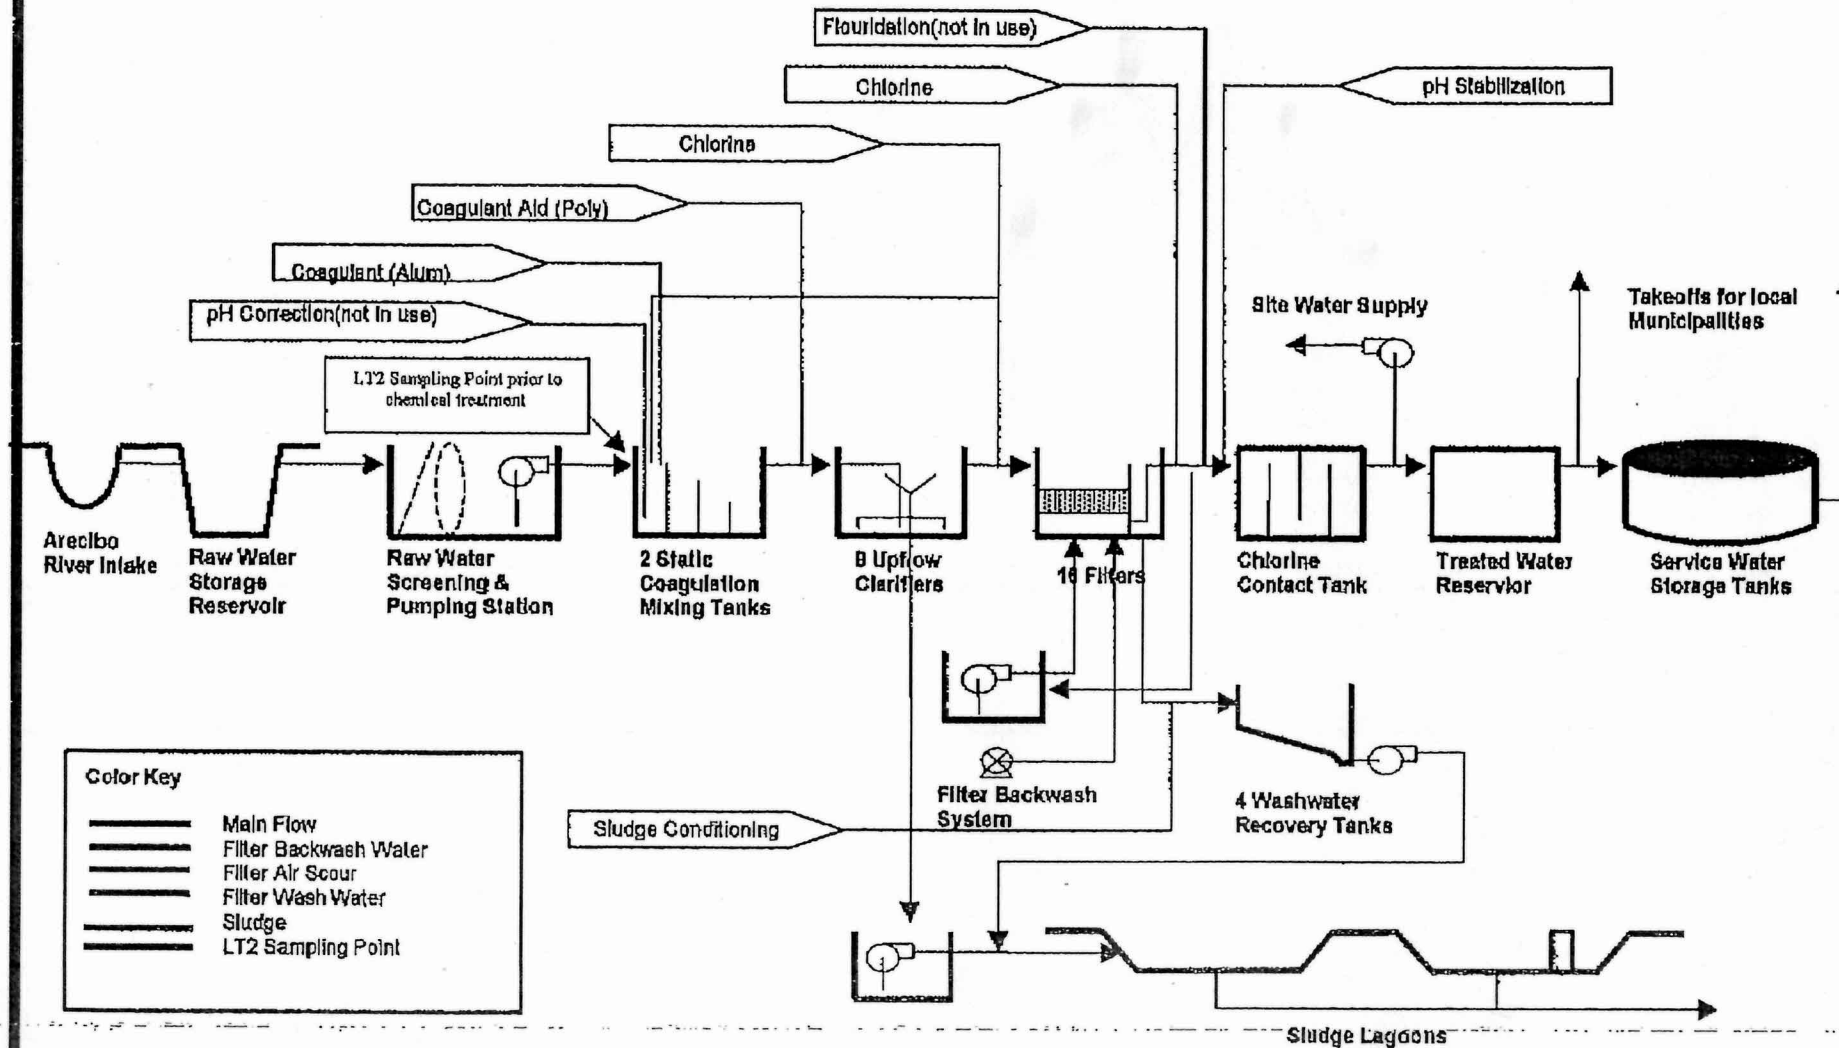 Flouridation(not in use)
Chlorine
pH Stabilization
Chlorine
Coagulant Aid (Poly)
Coagulant (Alum)
pH Correction(not in use)
LT2 Sampling Point prior to
chemical treatment
Site Water Supply
Takeoffs for local
Municipalities
Arecibo
River Intake
Raw Water
Storage
Reservoir
Raw Water
Screening &
Pumping Station
2 Static
Coagulation
Mixing Tanks
8 Upflow
Clarifiers
16 Filters
Chlorine
Contact Tank
Treated Water
Reservior
Service Water
Storage Tanks
Filter Backwash
System
4 Washwater
Recovery Tanks
Sludge Conditioning
Color Key
Main Flow
Filter Backwash Water
Filter Air Scour
Filter Wash Water
Sludge
LT2 Sampling Point
Sludge Lagoons